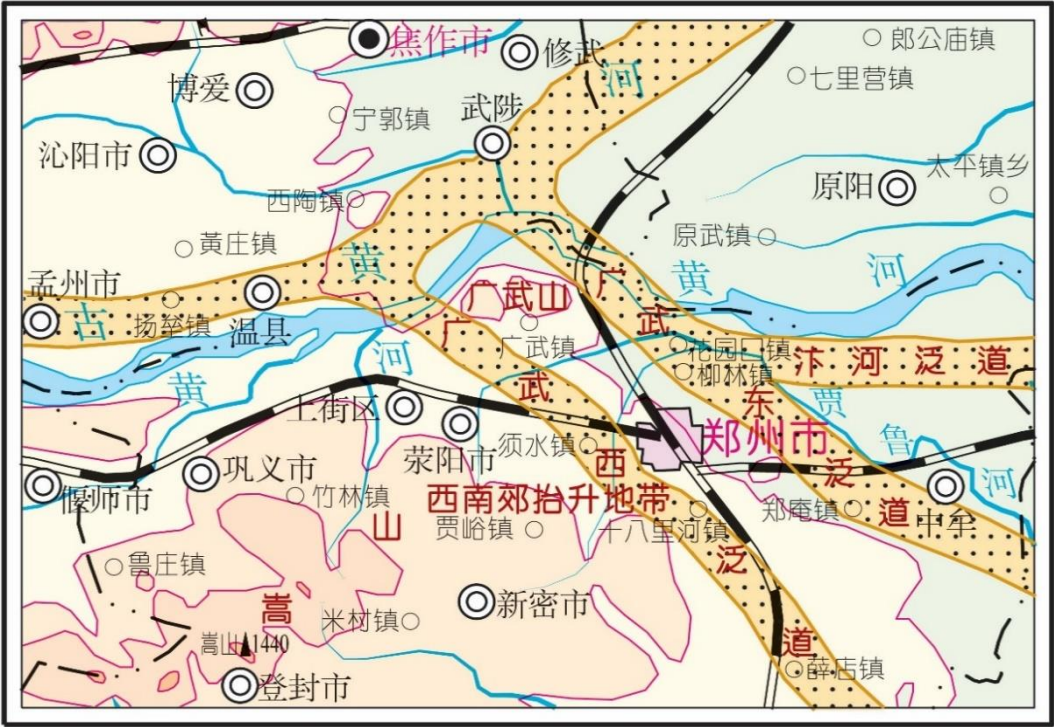 郎公庙镇
焦作市
修武
河
七里营镇
博爱
宁郭镇
武陟
沁阳市
太平镇乡
原阳
西陶镇
原武镇
黄庄镇
黄
黄
河
孟州市
广武山
广
古
扬垒镇
温县
广
武
河
广武镇
花园口镇
汴河泛道
柳林镇
黄
武
上街区
东
贾
荥阳市
须水镇
郑州市
鲁
偃师市
巩义市
西
泛
河
竹林镇
西南郊抬升地带
山
贾峪镇
十八里河镇
郑庵镇
道
中牟
泛
鲁庄镇
嵩
米村镇
新密市
嵩山
1440
道
薛店镇
登封市